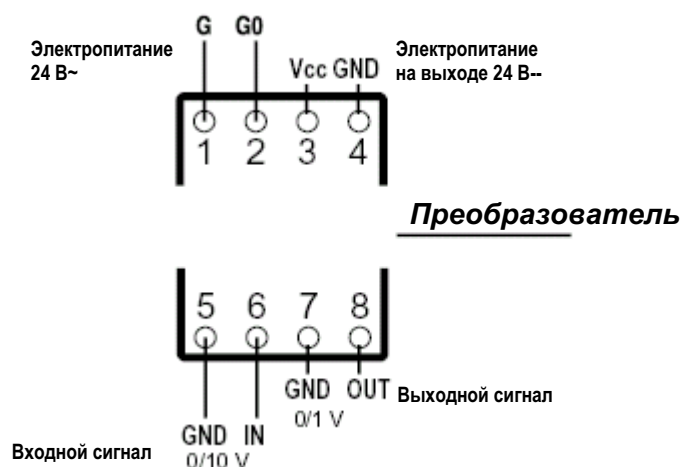 G G0
Электропитание
24 В~
Vcc GND
Электропитание
на выходе 24 В--
1 2 3 4
Преобразователь
5 6 7 8
GND OUT
0/1 V
Выходной сигнал
GND IN
0/10 V
Входной сигнал